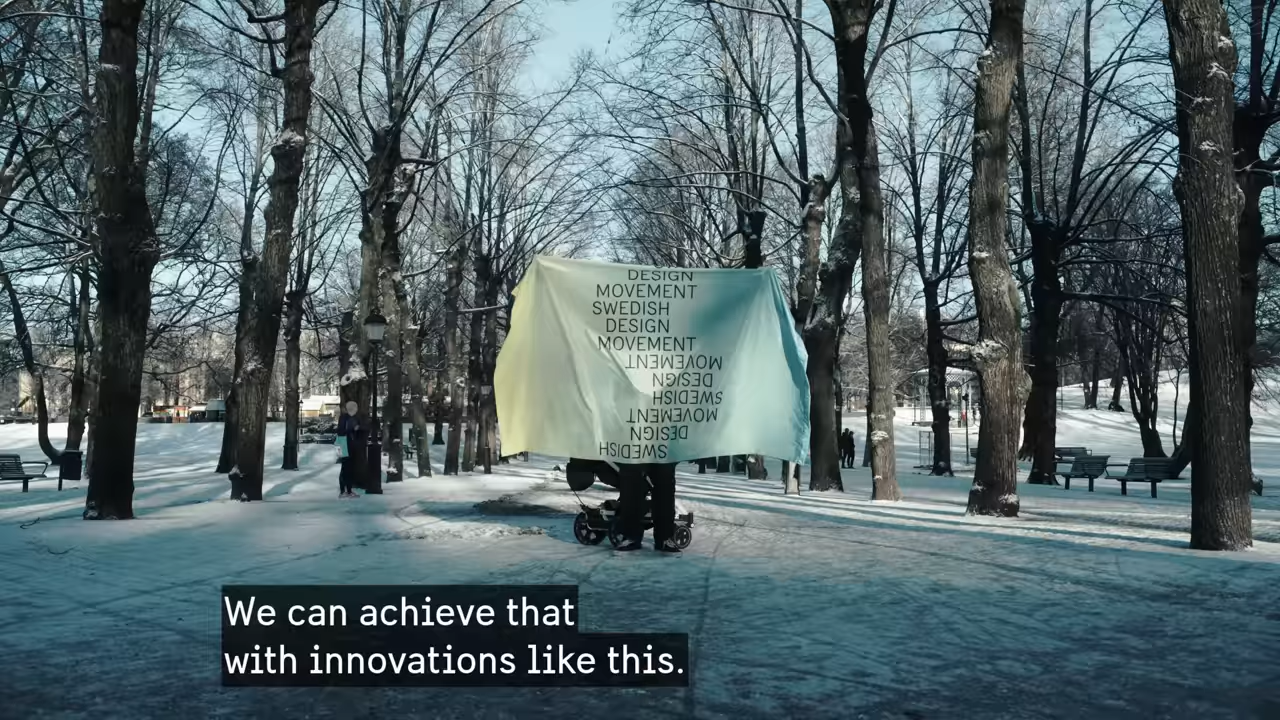 DESIGN
MOVEMENT
SWEDISH
DESIGN
MOVEMENT
MOVEMENT
DESIGN
SWEDISH
MOVEMENT
DESIGN
SWEDISH
We can achieve that
with innovations like this.